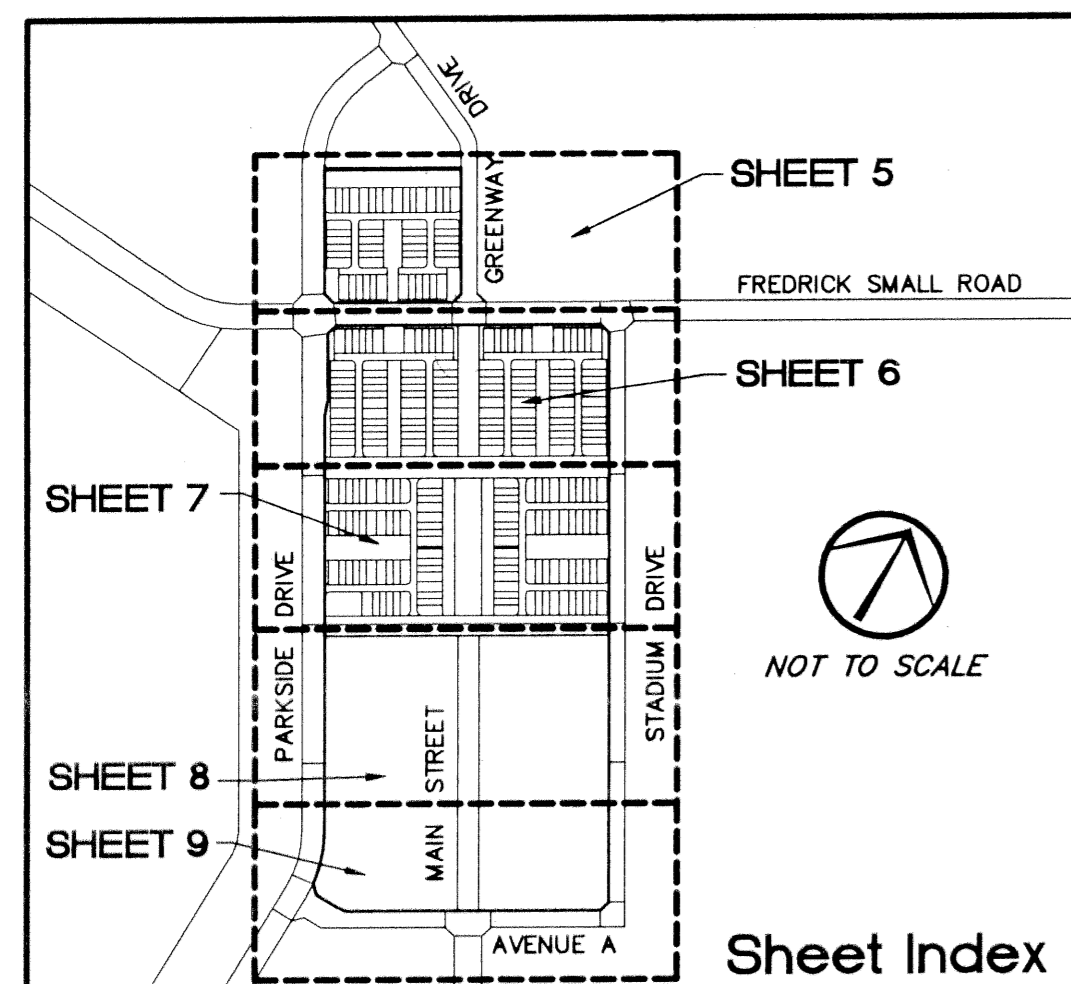 GREENWAY DRIVE
SHEET 5
FREDRICK SMALL ROAD
SHEET 6
SHEET 7
PARKSIDE DRIVE
STADIUM DRIVE
NOT TO SCALE
SHEET 8
MAIN STREET
SHEET 9
AVENUE A
Sheet Index